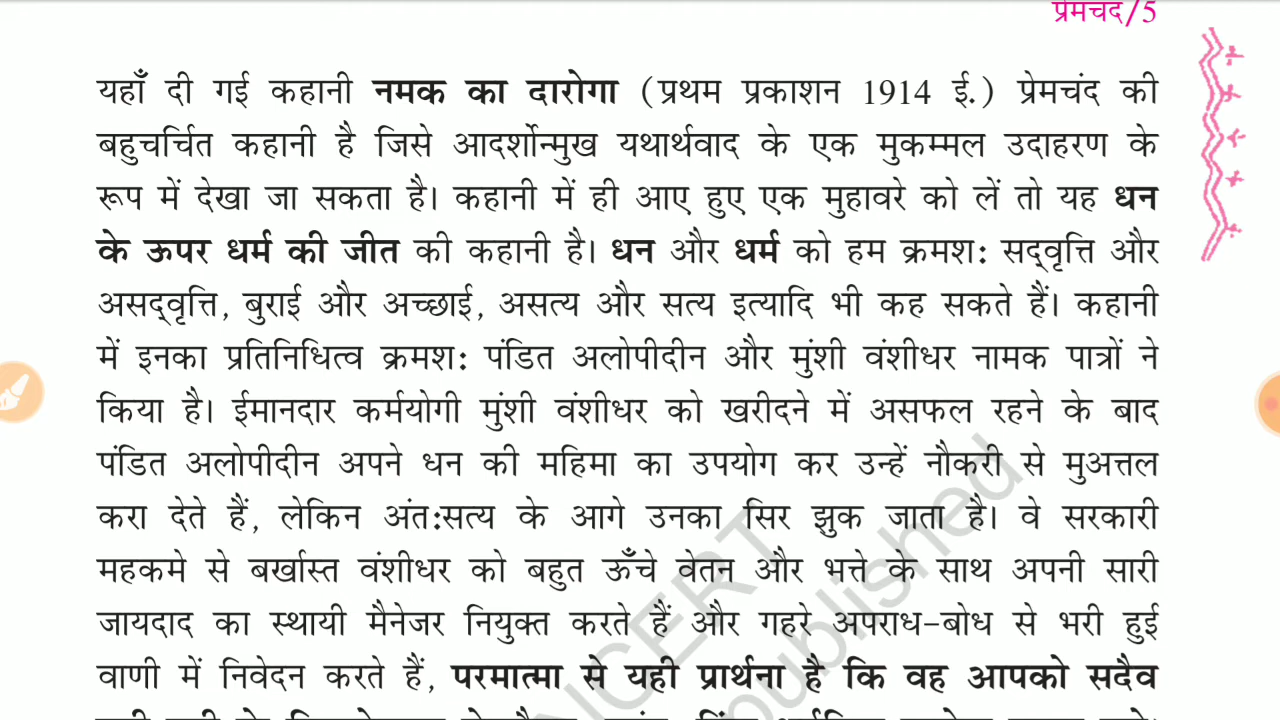 प्रेमचंद/5
यहाँ दी गई कहानी नमक का दारोगा (प्रथम प्रकाशन 1914 ई.) प्रेमचंद की
बहुचर्चित कहानी है जिसे आदर्शोन्मुख यथार्थवाद के एक मुकम्मल उदाहरण के
रूप में देखा जा सकता है। कहानी में ही आए हुए एक मुहावरे को लें तो यह धन
के ऊपर धर्म की जीत की कहानी है। धन और धर्म को हम क्रमश: सद्‌वृत्ति और
असद्‌वृत्ति, बुराई और अच्छाई, असत्य और सत्य इत्यादि भी कह सकते हैं। कहानी
में इनका प्रतिनिधित्व क्रमश: पंडित अलोपीदीन और मुंशी वंशीधर नामक पात्रों ने
किया है। ईमानदार कर्मयोगी मुंशी वंशीधर को खरीदने में असफल रहने के बाद
पंडित अलोपीदीन अपने धन की महिमा का उपयोग कर उन्हें नौकरी से मुअत्तल
करा देते हैं, लेकिन अंत:सत्य के आगे उनका सिर झुक जाता है। वे सरकारी
महकमे से बर्खास्त वंशीधर को बहुत ऊँचे वेतन और भत्ते के साथ अपनी सारी
जायदाद का स्थायी मैनेजर नियुक्त करते हैं और गहरे अपराध-बोध से भरी हुई
वाणी में निवेदन करते हैं, परमात्मा से यही प्रार्थना है कि वह आपको सदैव
NCERT
published